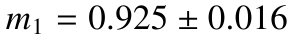 m₁ = 0.925 ± 0.016